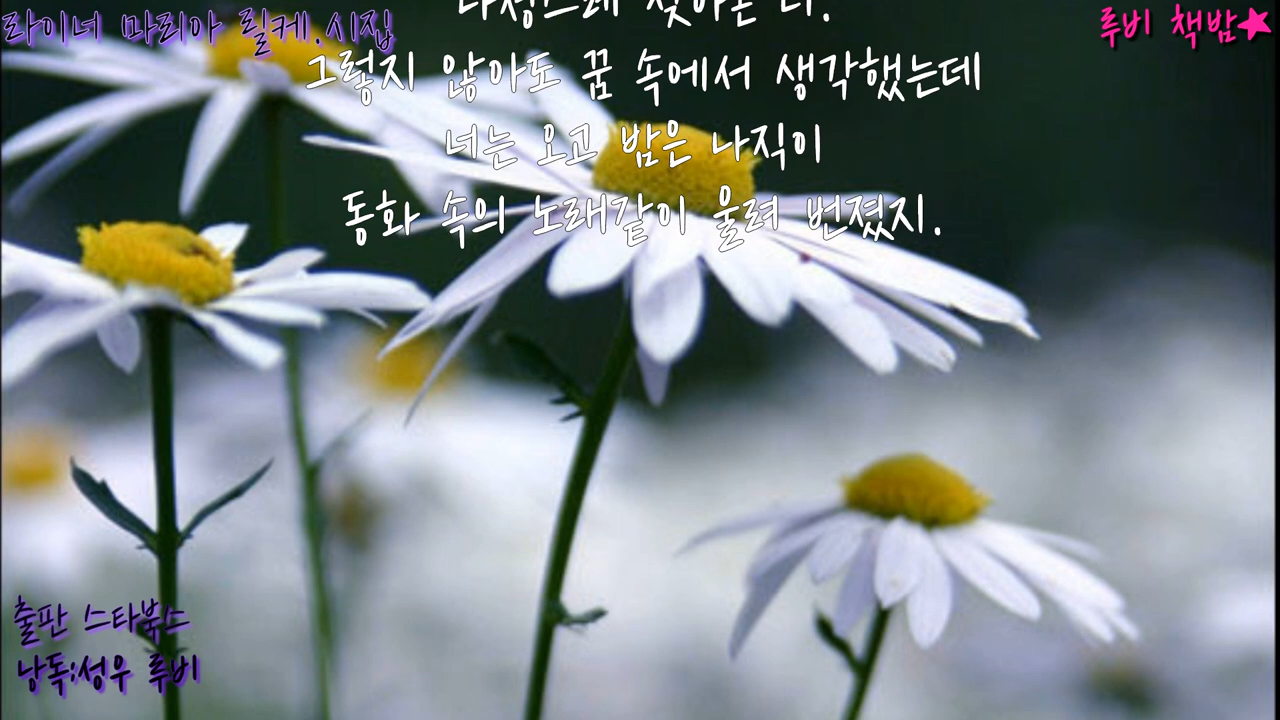 라이너 마리아 릴케.시집
루비 책밤★
그렇지 않아도 꿈 속에서 생각했는데
너는 오고 밤은 나직이
동화 속의 노래같이 울려 번졌지.
출판 스타북스
낭독:성우 루비